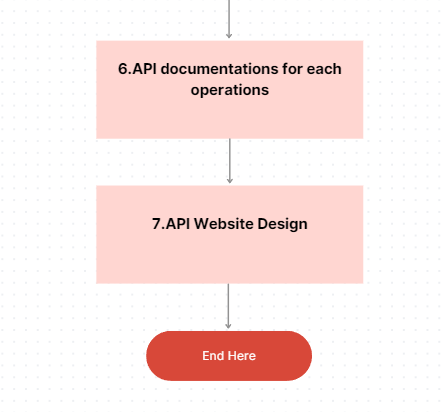 6.API documentations for each
operations
7.API Website Design
End Here